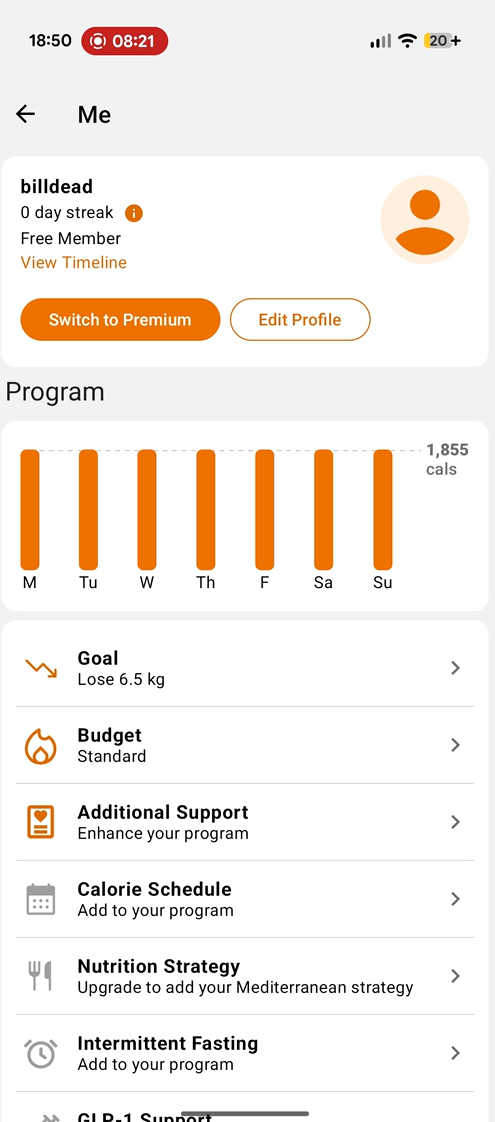 18:50 08:21 20+
Me
billdead
0 day streak
Free Member
View Timeline
Switch to Premium Edit Profile
Program
1,855
cals
M Tu W Th F Sa Su
Goal
Lose 6.5 kg
Budget
Standard
Additional Support
Enhance your program
Calorie Schedule
Add to your program
Nutrition Strategy
Upgrade to add your Mediterranean strategy
Intermittent Fasting
Add to your program
GLP-1 Support